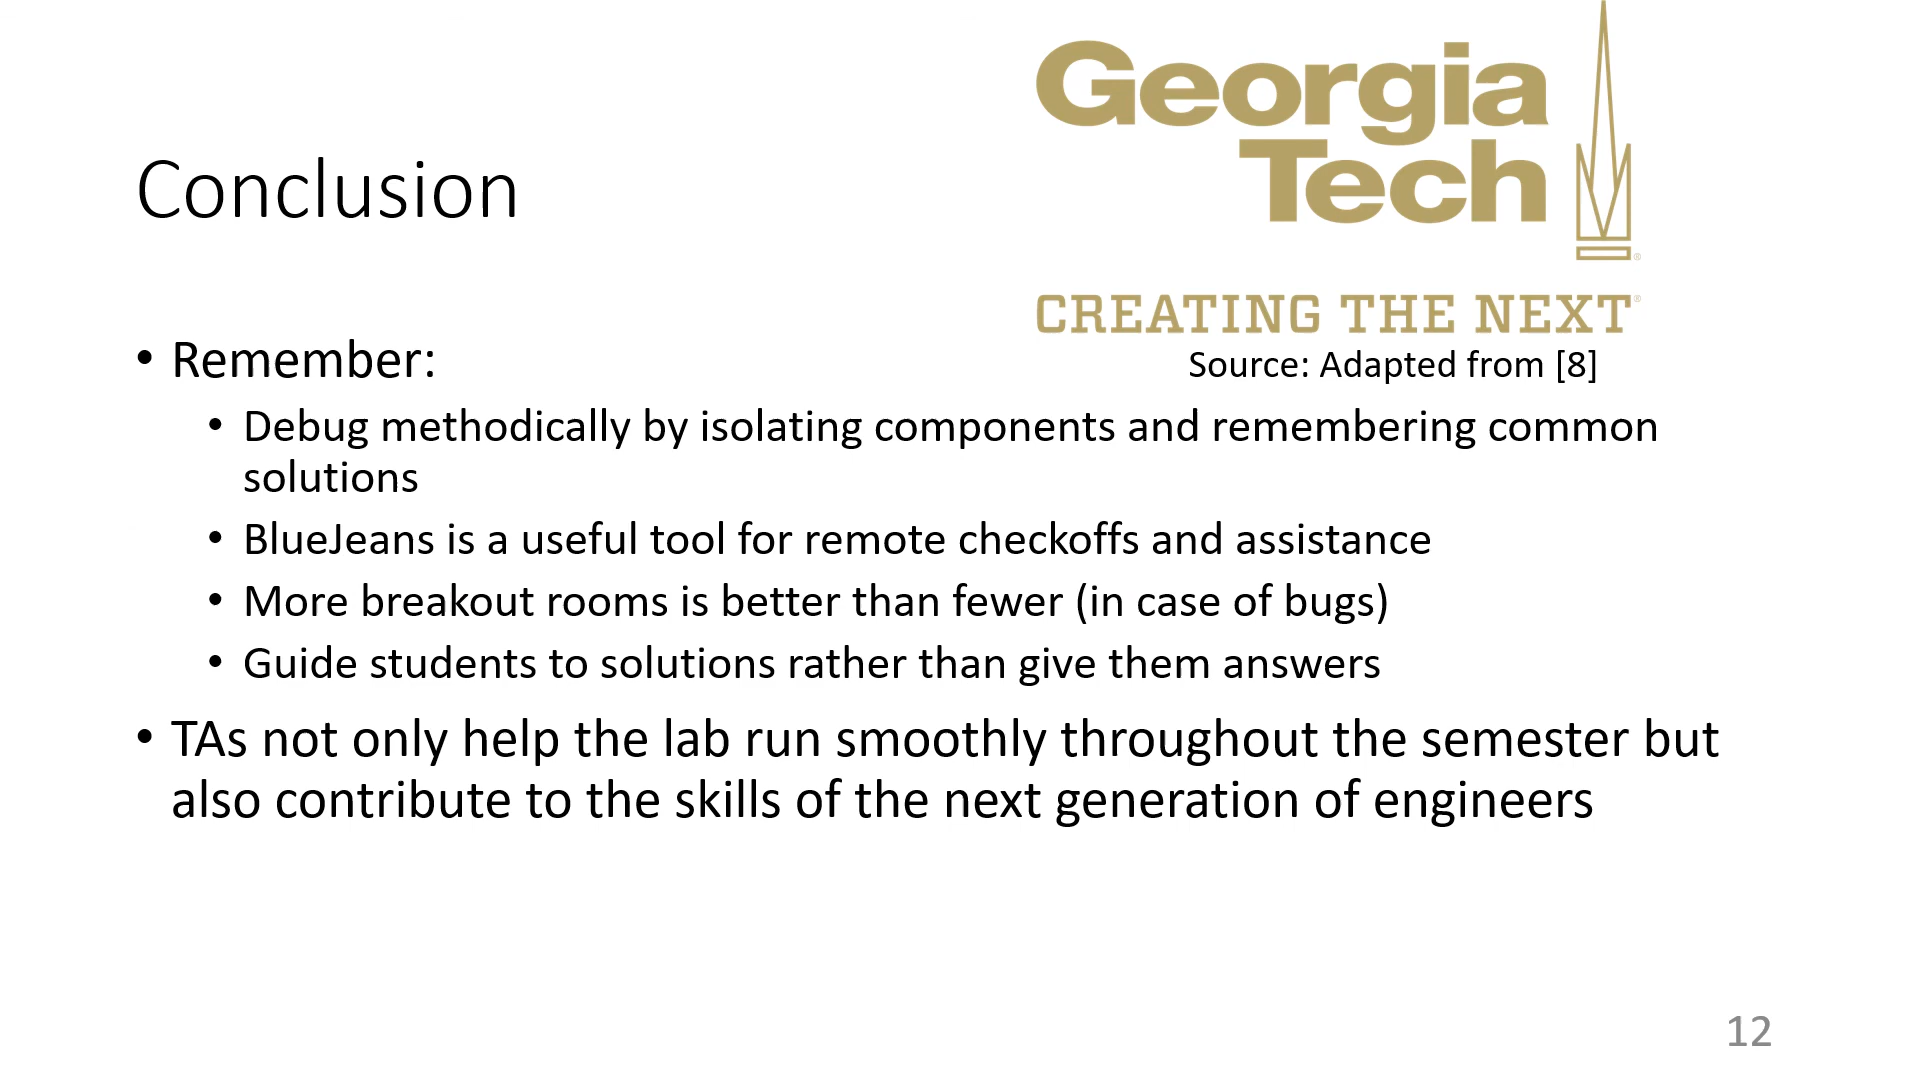 Georgia
Tech
CREATING THE NEXT
Conclusion
• Remember:
Source: Adapted from [8]
• Debug methodically by isolating components and remembering common
solutions
• BlueJeans is a useful tool for remote checkoffs and assistance
• More breakout rooms is better than fewer (in case of bugs)
• Guide students to solutions rather than give them answers
• TAs not only help the lab run smoothly throughout the semester but
also contribute to the skills of the next generation of engineers
12